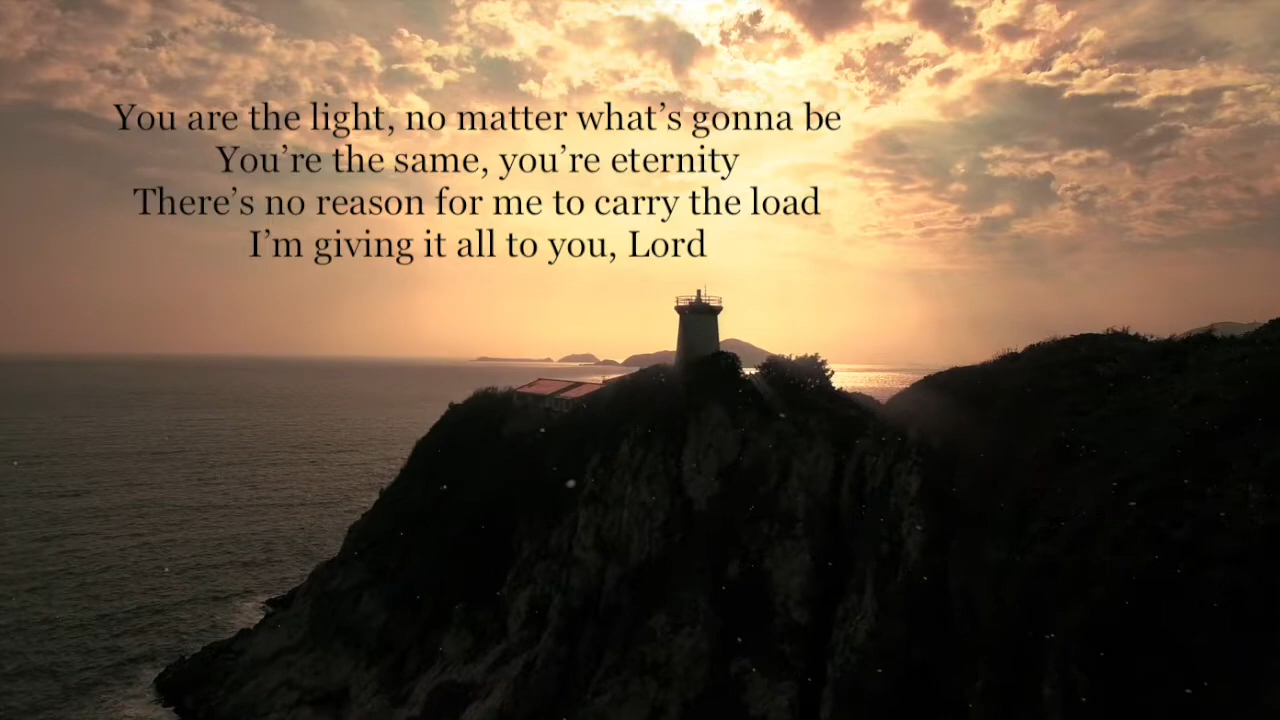 You are the light, no matter what’s gonna be
You’re the same, you’re eternity
There’s no reason for me to carry the load
I’m giving it all to you, Lord